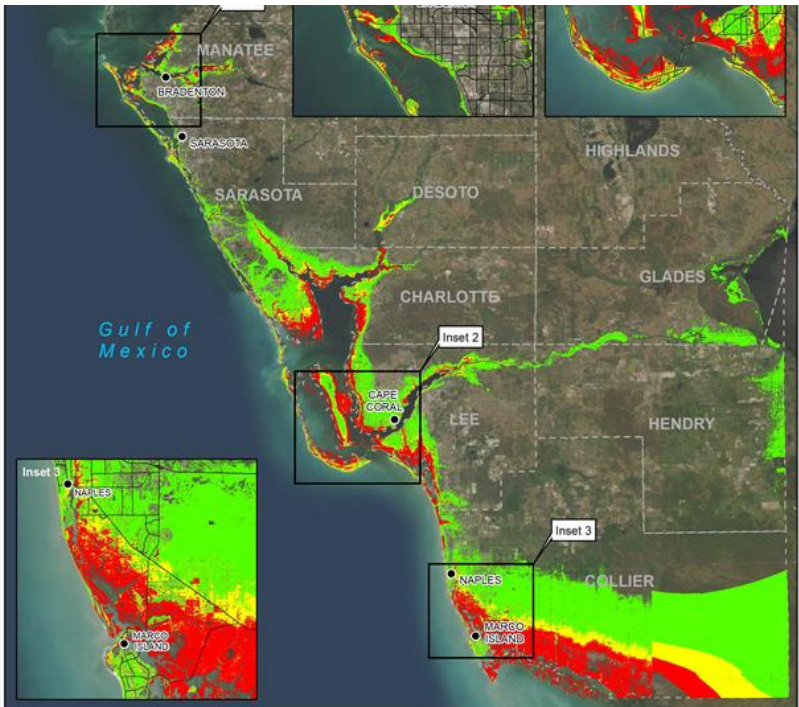 MANATEE
BRADENTON
SARASOTA
SARASOTA
DESOTO
HIGHLANDS
GLADES
CHARLOTTE
Gulf of
Mexico
Inset 2
CAPE
CORAL
LEE
HENDRY
Inset 3
NAPLES
MARCO
ISLAND
Inset 3
NAPLES
COLLIER
MARCO
ISLAND